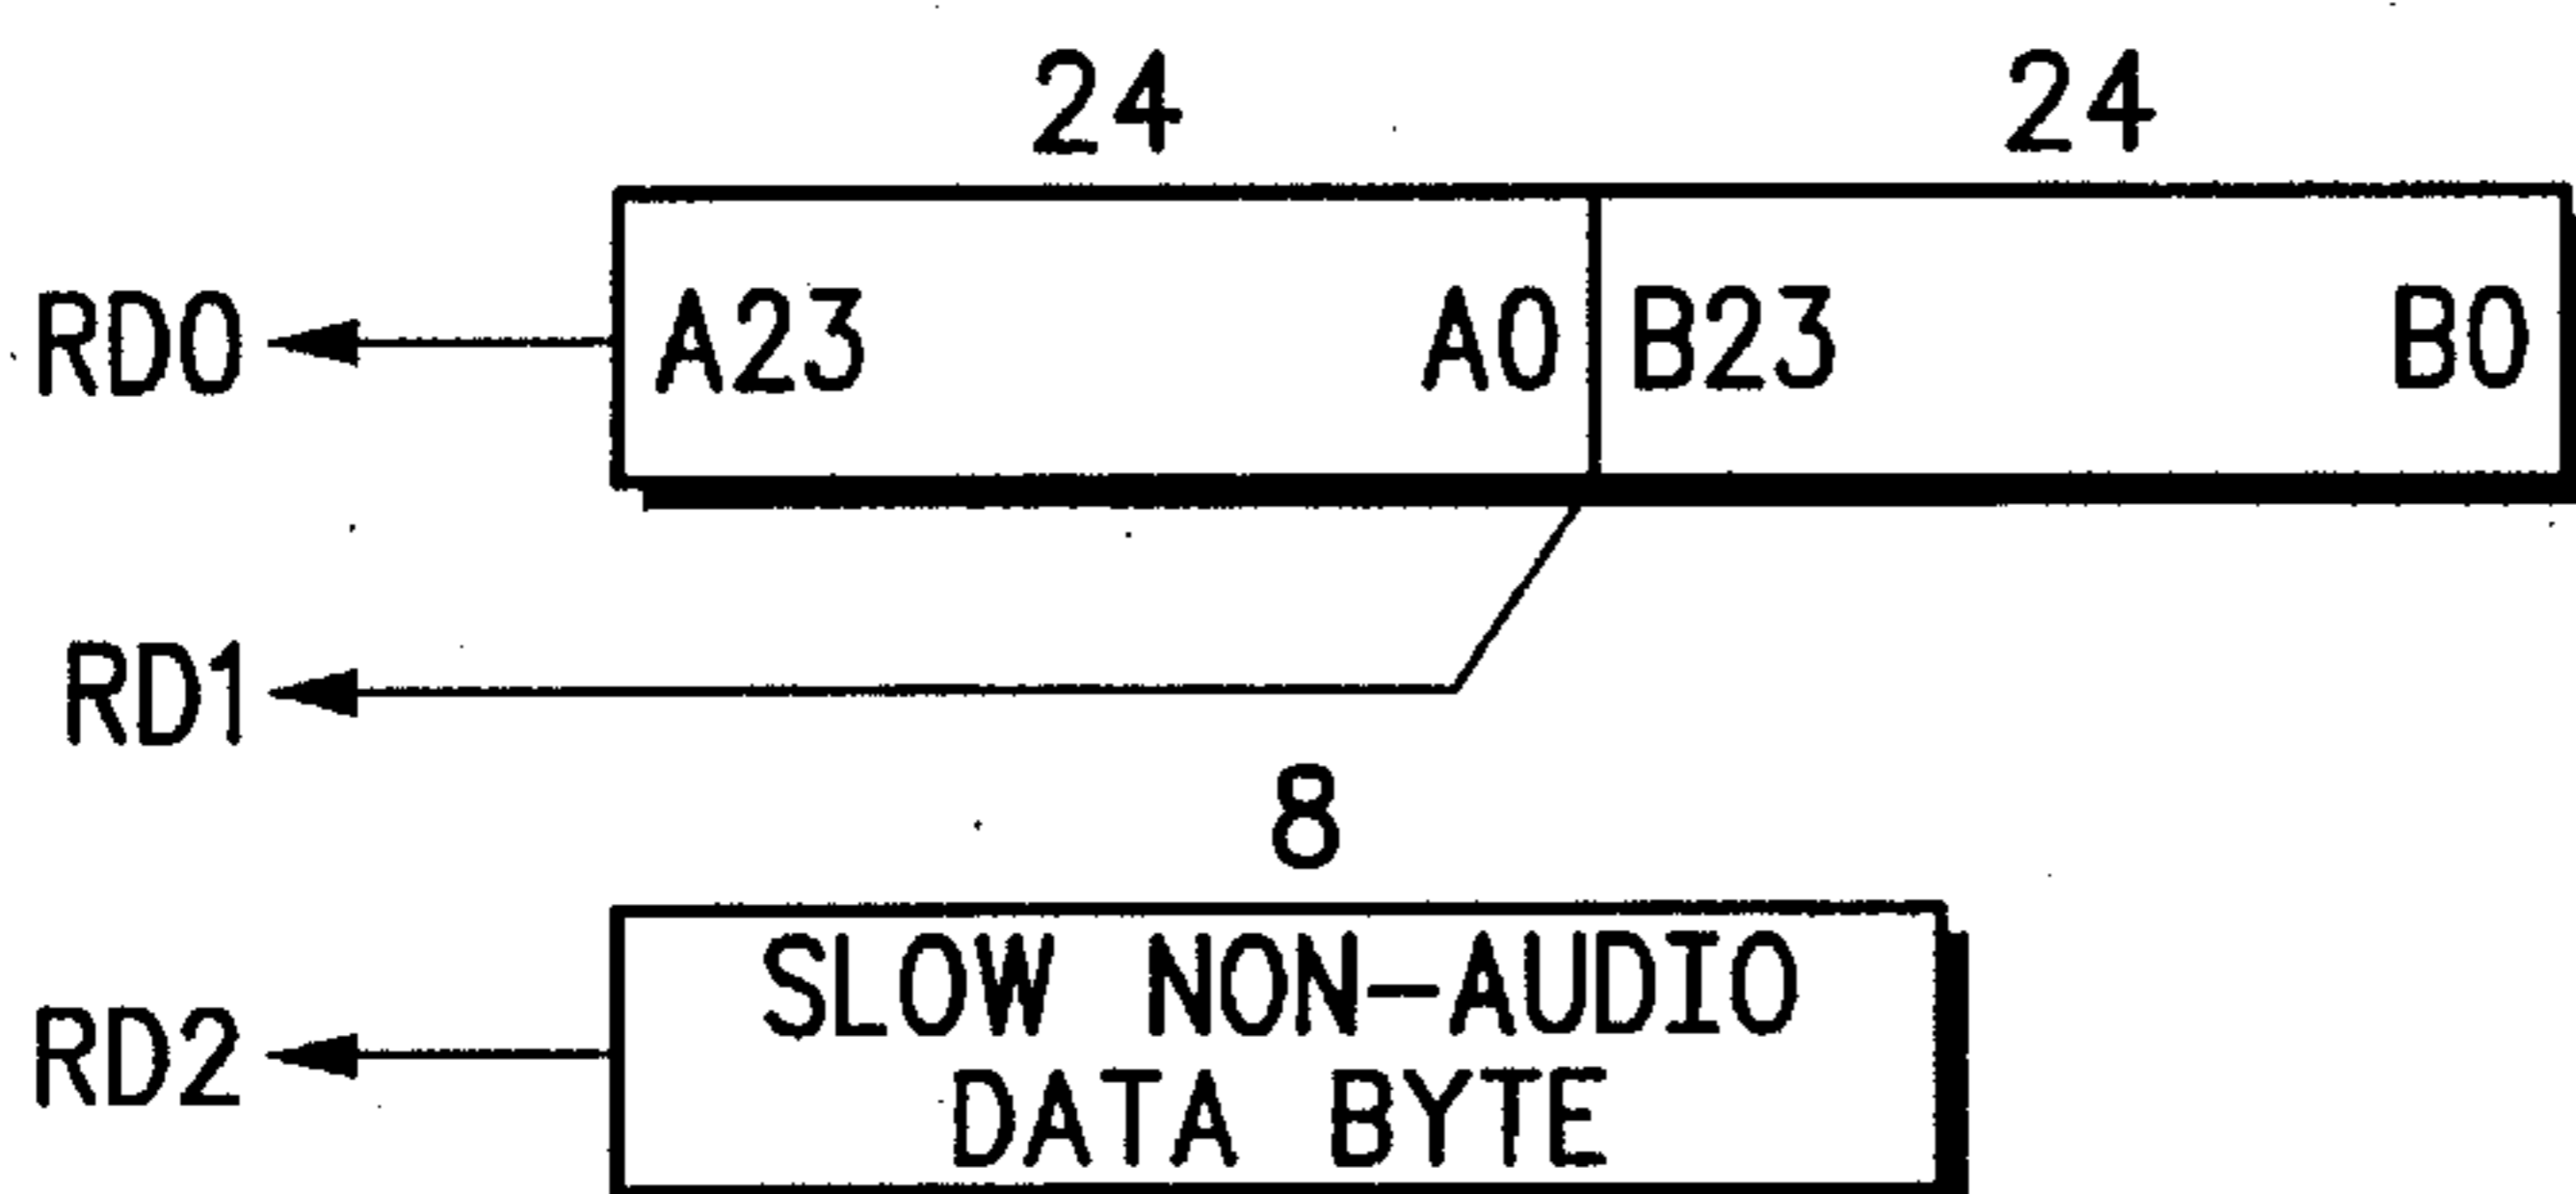 24 24
RD0 A23 A0 B23 B0
RD1
8
RD2 SLOW NON-AUDIO
DATA BYTE